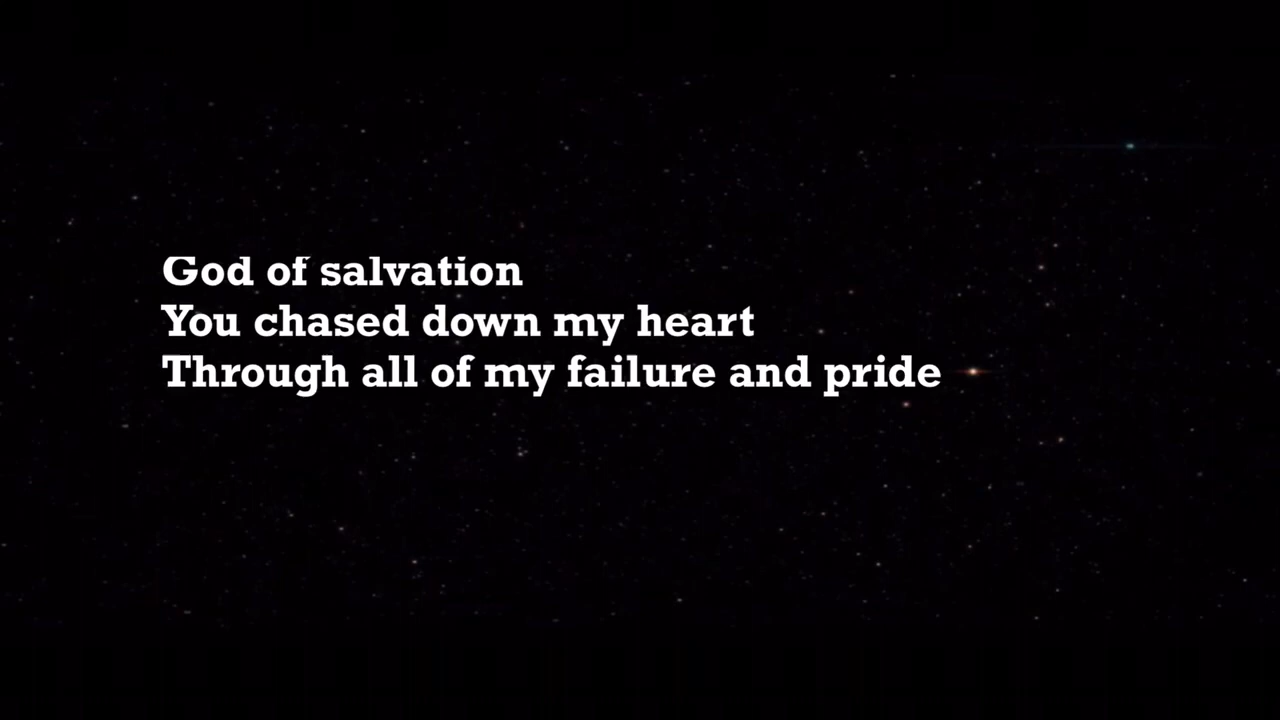 God of salvation
You chased down my heart
Through all of my failure and pride